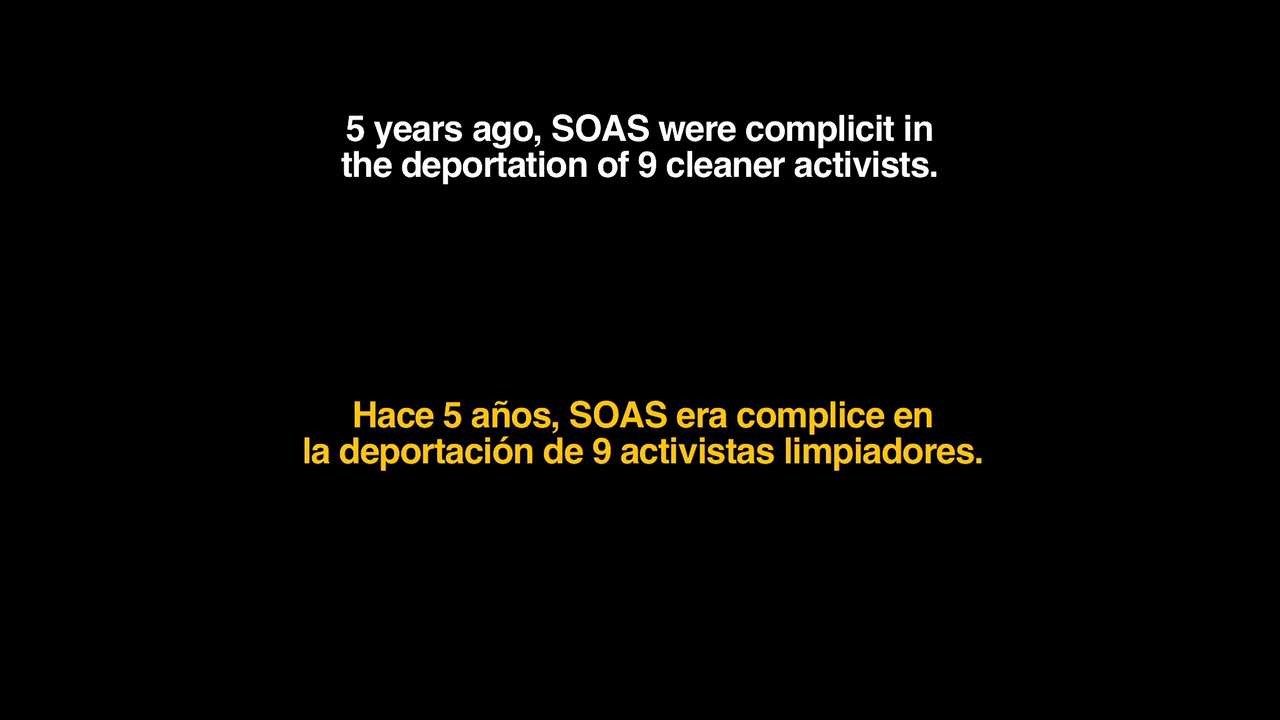 5 years ago, SOAS were complicit in
the deportation of 9 cleaner activists.
Hace 5 años, SOAS era complice en
la deportación de 9 activistas limpiadores.